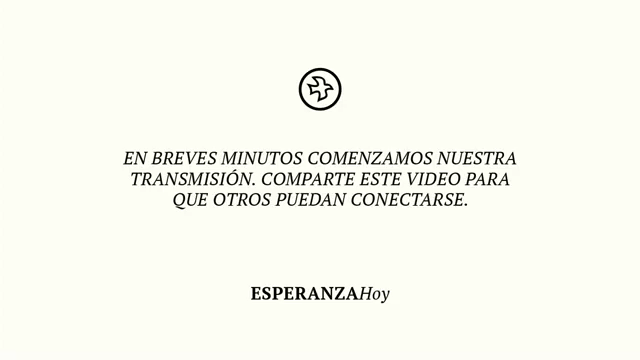 EN BREVES MINUTOS COMENZAMOS NUESTRA
TRANSMISIÓN. COMPARTE ESTE VIDEO PARA
QUE OTROS PUEDAN CONECTARSE.
ESPERANZAHoy